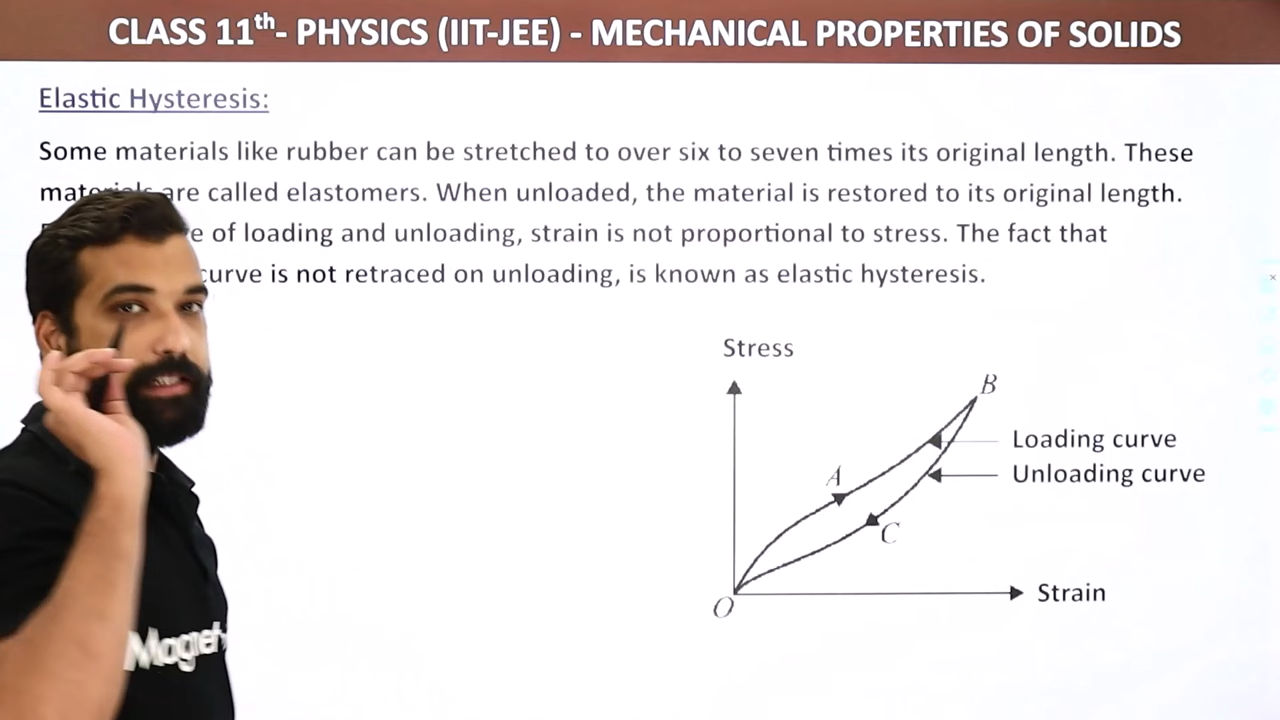 CLASS 11th- PHYSICS (IIT-JEE) - MECHANICAL PROPERTIES OF SOLIDS
Elastic Hysteresis:
Some materials like rubber can be stretched to over six to seven times its original length. These
materials are called elastomers. When unloaded, the material is restored to its original length.
of loading and unloading, strain is not proportional to stress. The fact that
curve is not retraced on unloading, is known as elastic hysteresis.
Stress
B
Loading curve
A
Unloading curve
C
Strain
O
Magnet